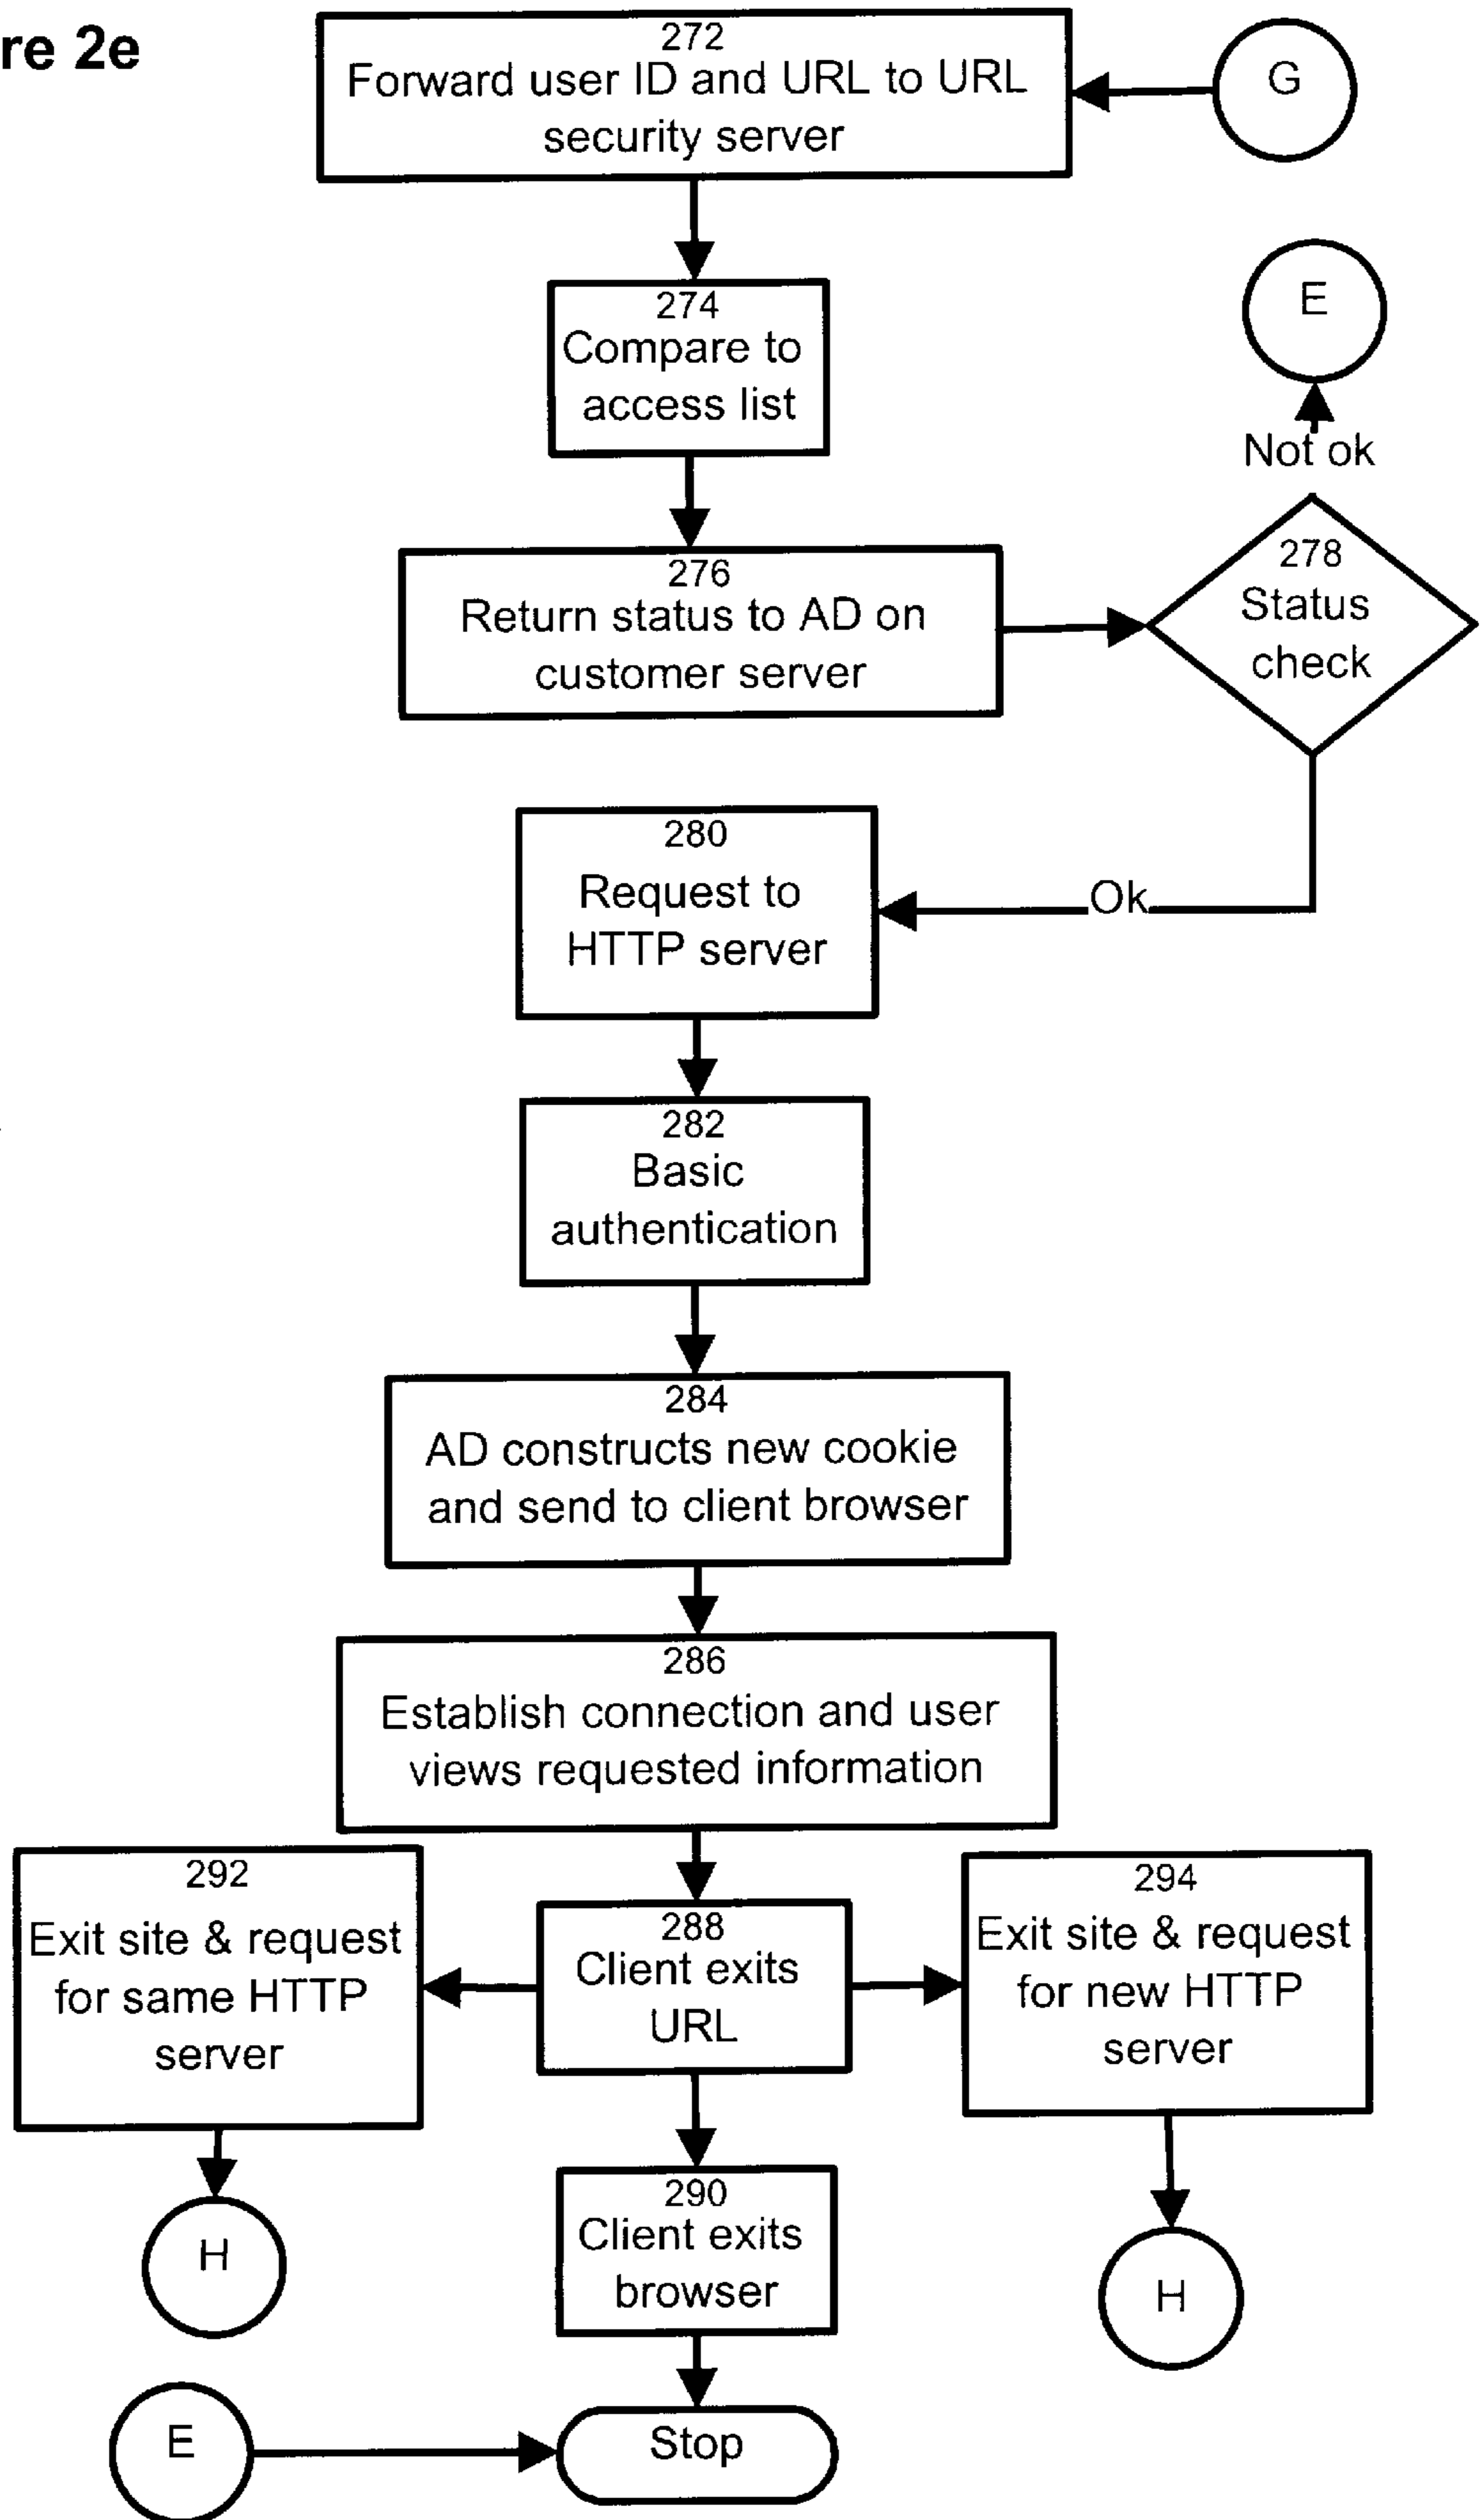 re 2e
272
Forward user ID and URL to URL
security server
G
274
Compare to
access list
E
Not ok
276
Return status to AD on
customer server
278
Status
check
280
Request to
HTTP server
Ok
282
Basic
authentication
284
AD constructs new cookie
and send to client browser
286
Establish connection and user
views requested information
292
Exit site & request
for same HTTP
server
288
Client exits
URL
294
Exit site & request
for new HTTP
server
H
290
Client exits
browser
H
E
Stop